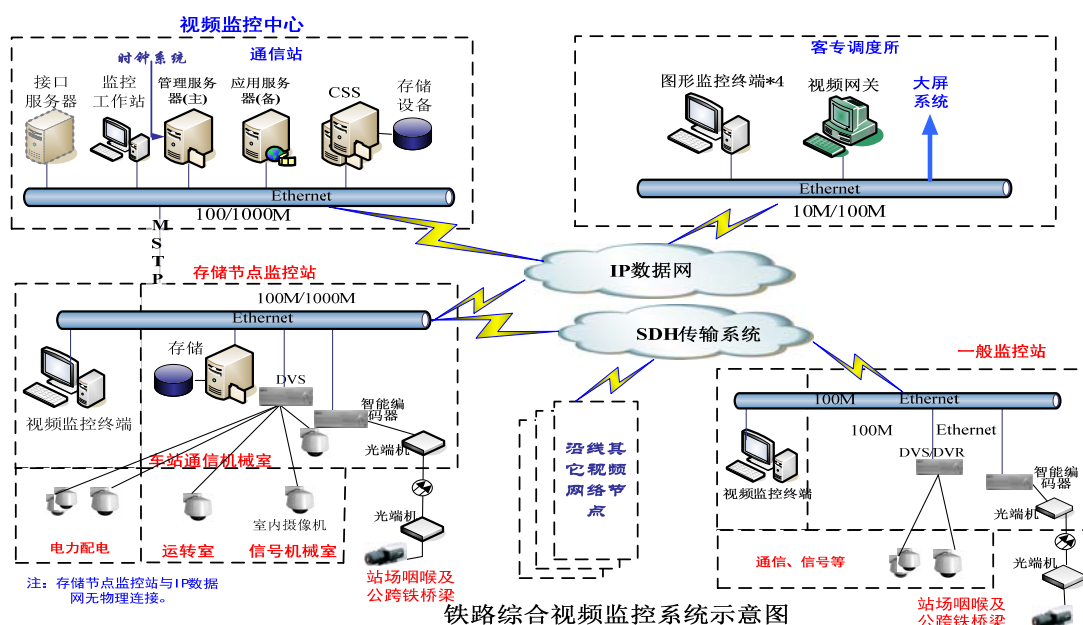 视频监控中心
时钟系统
通信站
接口
服务器
监控
工作站
管理服务
器(主)
应用服务
器(备)
CSS
存储
设备
Ethernet
100/1000M
M
S
T
P
客专调度所
图形监控终端*4
视频网关
大屏
系统
Ethernet
10M/100M
IP数据网
SDH传输系统
存储节点监控站
100M/1000M
Ethernet
存储
DVS
视频监控终端
智能编
码器
光端机
车站通信机械室
室内摄像机
光端机
电力配电
运转室
信号机械室
站场咽喉及
公跨铁桥梁
注：存储节点监控站与IP数据
网无物理连接。
沿线其
它视频
网络节
点
一般监控站
100M
Ethernet
100M
Ethernet
DVS/DVR
视频监控终端
智能编
码器
光端机
通信、信号等
光端机
站场咽喉及
公跨铁桥梁
铁路综合视频监控系统示意图